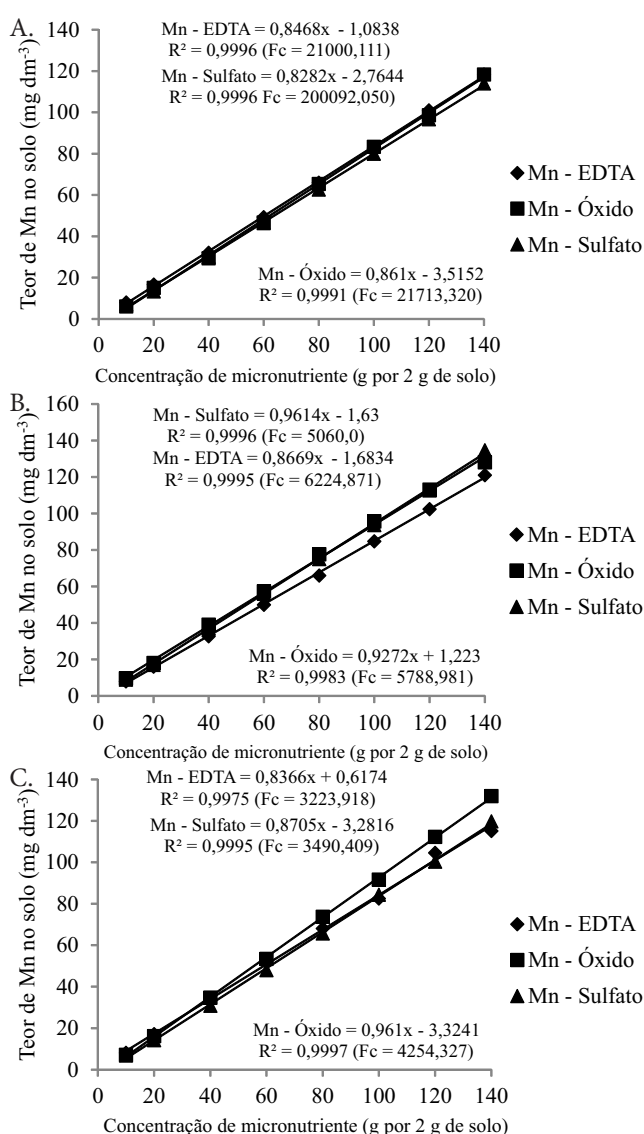 A.
Mn - EDTA = 0,8468x - 1,0838
R² = 0,9996 (Fc = 21000,111)
Mn - Sulfato = 0,8282x - 2,7644
R² = 0,9996 Fc = 200092,050)
Mn - Óxido = 0,861x - 3,5152
R² = 0,9991 (Fc = 21713,320)
Teor de Mn no solo (mg dm-³)
140
120
100
80
60
40
20
0
0 20 40 60 80 100 120 140
Concentração de micronutriente (g por 2 g de solo)
Mn - EDTA
Mn - Óxido
Mn - Sulfato
B.
Mn - Sulfato = 0,9614x - 1,63
R² = 0,9996 (Fc = 5060,0)
Mn - EDTA = 0,8669x - 1,6834
R² = 0,9995 (Fc = 6224,871)
Mn - Óxido = 0,9272x + 1,223
R² = 0,9983 (Fc = 5788,981)
Teor de Mn no solo (mg dm-³)
160
140
120
100
80
60
40
20
0
0 20 40 60 80 100 120 140
Concentração de micronutriente (g por 2 g de solo)
Mn - EDTA
Mn - Óxido
Mn - Sulfato
C.
Mn - EDTA = 0,8366x + 0,6174
R² = 0,9975 (Fc = 3223,918)
Mn - Sulfato = 0,8705x - 3,2816
R² = 0,9995 (Fc = 3490,409)
Mn - Óxido = 0,961x - 3,3241
R² = 0,9997 (Fc = 4254,327)
Teor de Mn no solo (mg dm-³)
140
120
100
80
60
40
20
0
0 20 40 60 80 100 120 140
Concentração de micronutriente (g por 2 g de solo)
Mn - EDTA
Mn - Óxido
Mn - Sulfato